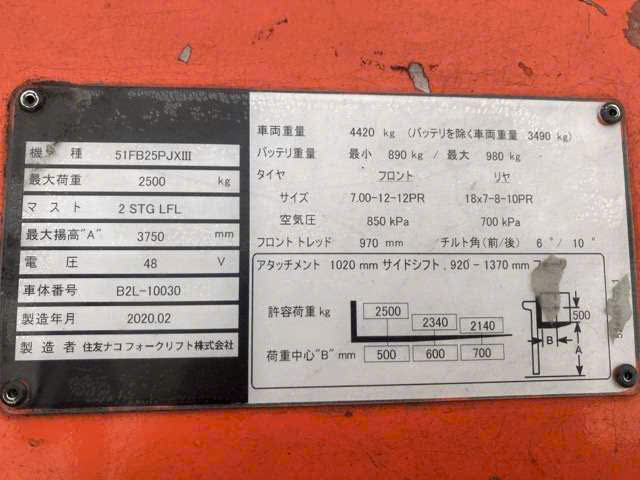 機 種 51FB25PJXⅢ
最大荷重 2500 kg
マスト 2 STG LFL
最大揚高"A" 3750 mm
電圧 48 V
車体番号 B2L-10030
製造年月 2020.02
製造者 住友ナコフォークリフト株式会社
車両重量 4420 kg (バッテリを除く車両重量 3490 kg)
バッテリ重量 最小 890 kg / 最大 980 kg
タイヤ フロント リヤ
サイズ 7.00-12-12PR 18x7-8-10PR
空気圧 850 kPa 700 kPa
フロントトレッド 970 mm チルト角(前/後) 6°/ 10°
アタッチメント 1020 mm サイドシフト, 920 - 1370 mm フ
許容荷重 kg 2500 2340 2140
荷重中心"B" mm 500 600 700
500
B
A